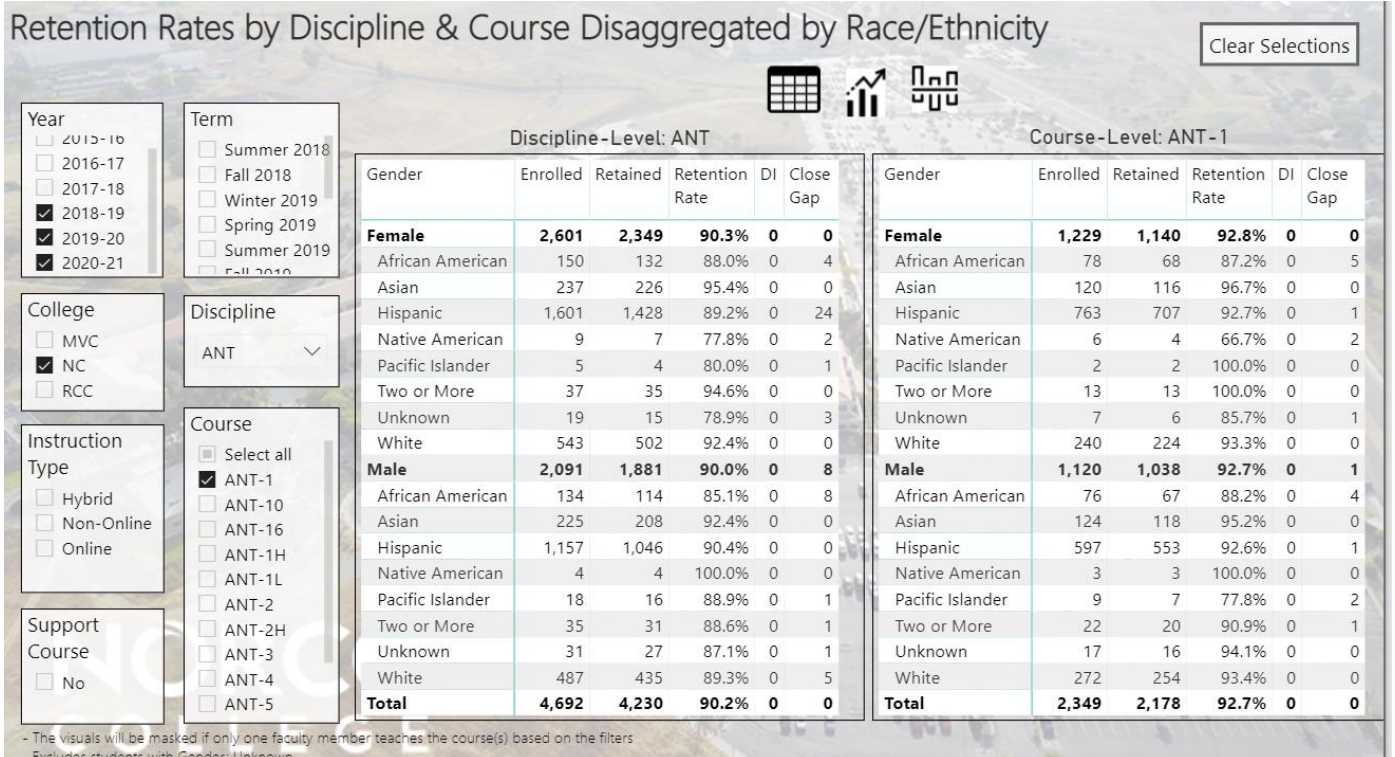 Retention Rates by Discipline & Course Disaggregated by Race/Ethnicity
Clear Selections
Year
2015-16
2016-17
2017-18
2018-19
2019-20
2020-21
Term
Summer 2018
Fall 2018
Winter 2019
Spring 2019
Summer 2019
Fall 2019
College
MVC
NC
RCC
Discipline
ANT
Instruction
Type
Hybrid
Non-Online
Online
Course
Select all
ANT-1
ANT-10
ANT-16
ANT-1H
ANT-1L
ANT-2
ANT-2H
ANT-3
ANT-4
ANT-5
Support
Course
No
Discipline-Level: ANT
Gender Enrolled Retained Retention Rate DI Close Gap
Female 2,601 2,349 90.3% 0 0
African American 150 132 88.0% 0 4
Asian 237 226 95.4% 0 0
Hispanic 1,601 1,428 89.2% 0 24
Native American 9 7 77.8% 0 2
Pacific Islander 5 4 80.0% 0 1
Two or More 37 35 94.6% 0 0
Unknown 19 15 78.9% 0 3
White 543 502 92.4% 0 0
Male 2,091 1,881 90.0% 0 8
African American 134 114 85.1% 0 8
Asian 225 208 92.4% 0 0
Hispanic 1,157 1,046 90.4% 0 0
Native American 4 4 100.0% 0 0
Pacific Islander 18 16 88.9% 0 1
Two or More 35 31 88.6% 0 1
Unknown 31 27 87.1% 0 1
White 487 435 89.3% 0 5
Total 4,692 4,230 90.2% 0 0
Course-Level: ANT-1
Gender Enrolled Retained Retention Rate DI Close Gap
Female 1,229 1,140 92.8% 0 0
African American 78 68 87.2% 0 5
Asian 120 116 96.7% 0 0
Hispanic 763 707 92.7% 0 1
Native American 6 4 66.7% 0 2
Pacific Islander 2 2 100.0% 0 0
Two or More 13 13 100.0% 0 0
Unknown 7 6 85.7% 0 1
White 240 224 93.3% 0 0
Male 1,120 1,038 92.7% 0 1
African American 76 67 88.2% 0 4
Asian 124 118 95.2% 0 0
Hispanic 597 553 92.6% 0 1
Native American 3 3 100.0% 0 0
Pacific Islander 9 7 77.8% 0 2
Two or More 22 20 90.9% 0 1
Unknown 17 16 94.1% 0 0
White 272 254 93.4% 0 0
Total 2,349 2,178 92.7% 0 0
- The visuals will be masked if only one faculty member teaches the course(s) based on the filters
Excludes students with Gender: Unknown
COLLEGE